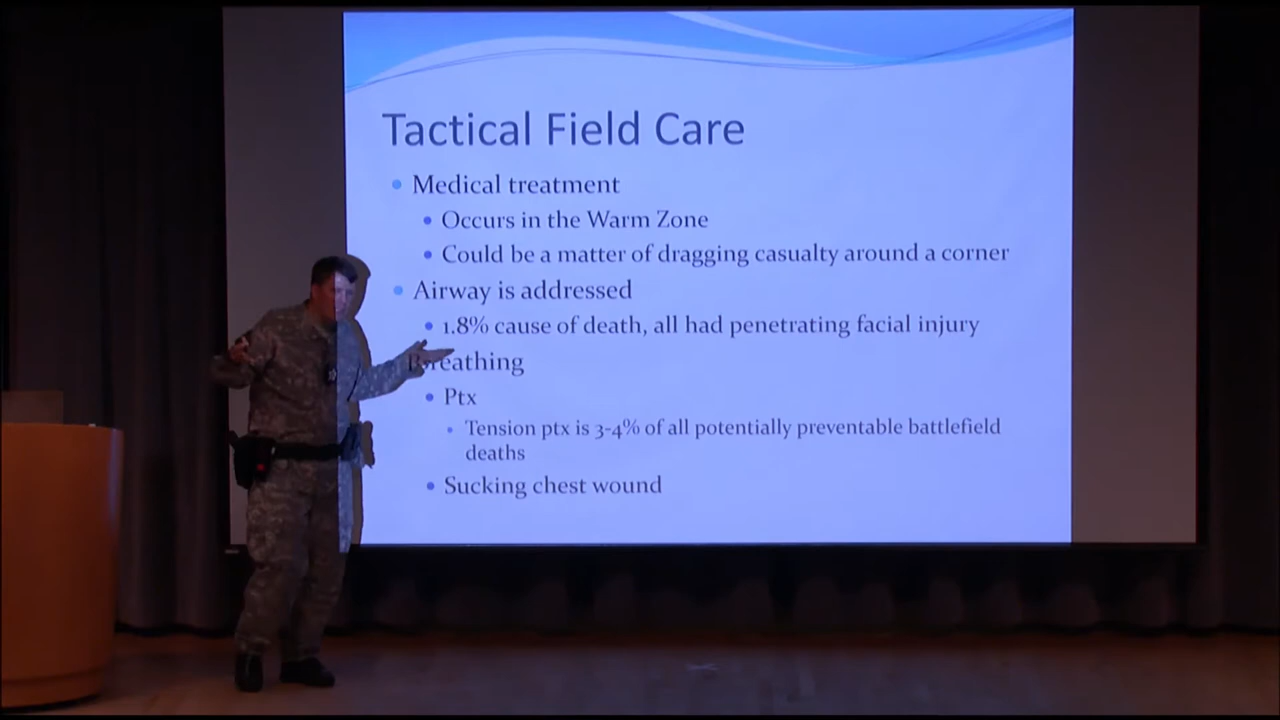 Tactical Field Care
Medical treatment
Occurs in the Warm Zone
Could be a matter of dragging casualty around a corner
Airway is addressed
1.8% cause of death, all had penetrating facial injury
Breathing
Ptx
Tension ptx is 3-4% of all potentially preventable battlefield
deaths
Sucking chest wound